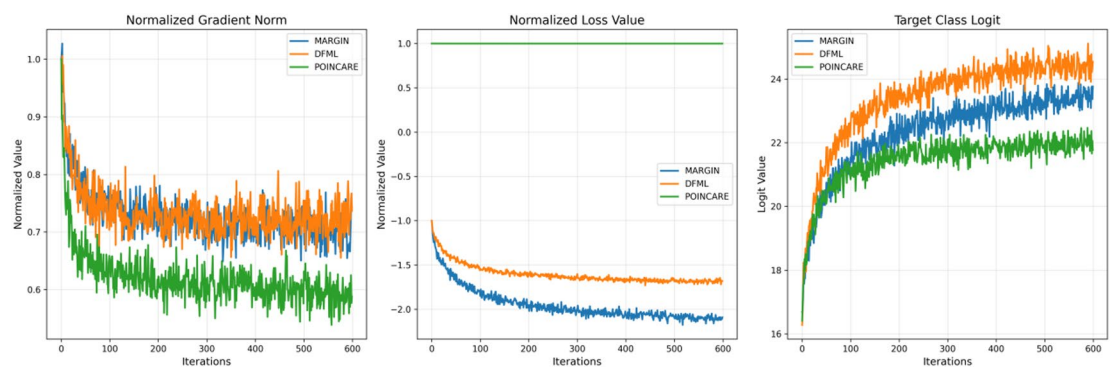 Normalized Gradient Norm
MARGIN
DFML
POINCARE
1.0
0.9
0.8
0.7
0.6
Normalized Value
0 100 200 300 400 500 600
Iterations
Normalized Loss Value
1.0
0.5
0.0
−0.5
−1.0
−1.5
−2.0
Normalized Value
MARGIN
DFML
POINCARE
0 100 200 300 400 500 600
Iterations
Target Class Logit
MARGIN
DFML
POINCARE
24
22
20
18
16
Logit Value
0 100 200 300 400 500 600
Iterations